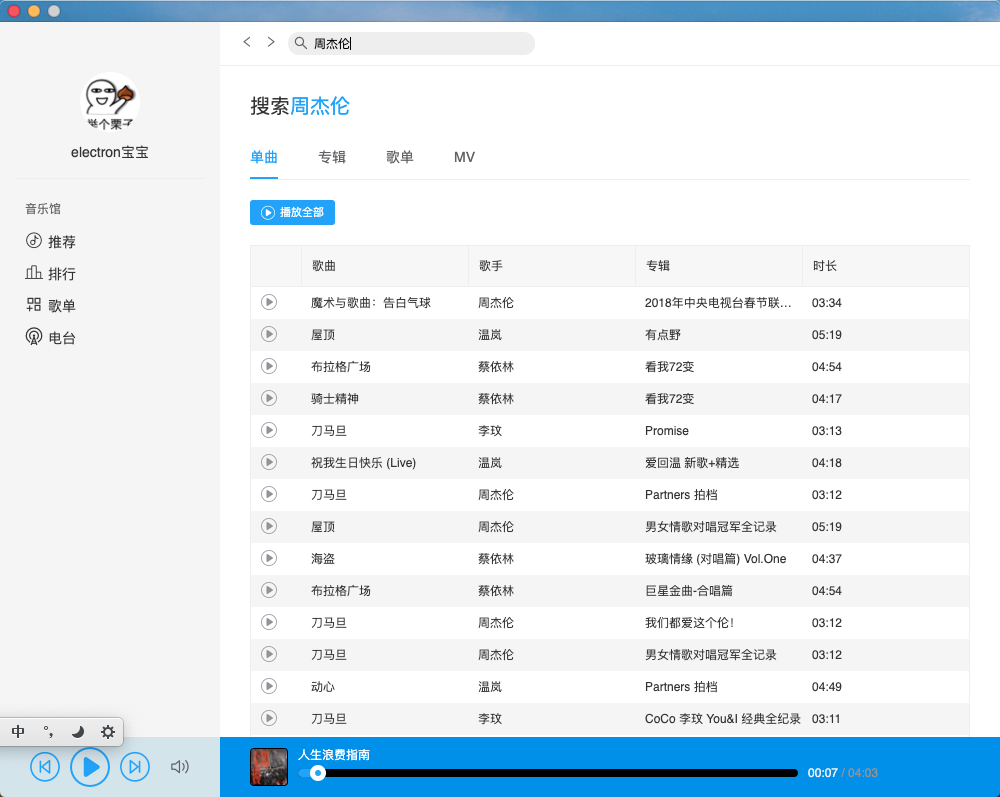 周杰伦
举个栗子
electron宝宝
音乐馆
推荐
排行
歌单
电台
搜索周杰伦
单曲 专辑 歌单 MV
播放全部
歌曲 歌手 专辑 时长
魔术与歌曲：告白气球 周杰伦 2018年中央电视台春节联... 03:34
屋顶 温岚 有点野 05:19
布拉格广场 蔡依林 看我72变 04:54
骑士精神 蔡依林 看我72变 04:17
刀马旦 李玟 Promise 03:13
祝我生日快乐 (Live) 温岚 爱回温 新歌+精选 04:18
刀马旦 周杰伦 Partners 拍档 03:12
屋顶 周杰伦 男女情歌对唱冠军全记录 05:19
海盗 蔡依林 玻璃情缘 (对唱篇) Vol.One 04:37
布拉格广场 蔡依林 巨星金曲-合唱篇 04:54
刀马旦 周杰伦 我们都爱这个伦！ 03:12
刀马旦 周杰伦 男女情歌对唱冠军全记录 03:12
动心 温岚 Partners 拍档 04:49
刀马旦 李玟 CoCo 李玟 You&I 经典全纪录 03:11
中 °,
人生浪费指南
00:07 / 04:03